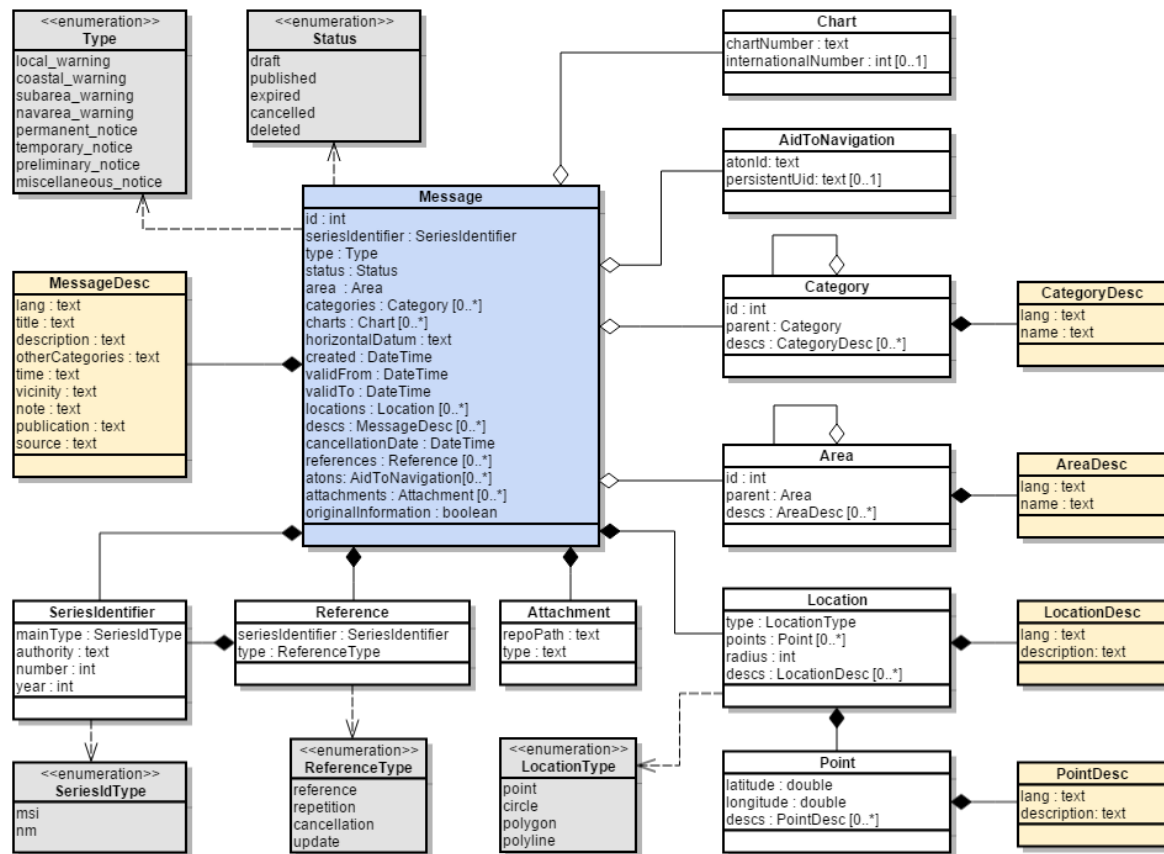 <<enumeration>>
Type
local_warning
coastal_warning
subarea_warning
navarea_warning
permanent_notice
temporary_notice
preliminary_notice
miscellaneous_notice
<<enumeration>>
Status
draft
published
expired
cancelled
deleted
Chart
chartNumber : text
internationalNumber : int [0..1]
AidToNavigation
atonId: text
persistentUid: text [0..1]
Message
id : int
seriesIdentifier : SeriesIdentifier
type : Type
status : Status
area : Area
categories : Category [0..*]
charts : Chart [0..*]
horizontalDatum : text
created : DateTime
validFrom : DateTime
validTo : DateTime
locations : Location [0..*]
descs : MessageDesc [0..*]
cancellationDate : DateTime
references : Reference [0..*]
atons: AidToNavigation[0..*]
attachments : Attachment [0..*]
originalInformation : boolean
MessageDesc
lang : text
title : text
description : text
otherCategories : text
time : text
vicinity : text
note : text
publication : text
source : text
Category
id : int
parent : Category
descs : CategoryDesc [0..*]
CategoryDesc
lang : text
name : text
Area
id : int
parent : Area
descs : AreaDesc [0..*]
AreaDesc
lang : text
name : text
SeriesIdentifier
mainType : SeriesIdType
authority : text
number : int
year : int
Reference
seriesIdentifier : SeriesIdentifier
type : ReferenceType
Attachment
repoPath : text
type : text
Location
type : LocationType
points : Point [0..*]
radius : int
descs : LocationDesc [0..*]
LocationDesc
lang : text
description: text
<<enumeration>>
SeriesIdType
msi
nm
<<enumeration>>
ReferenceType
reference
repetition
cancellation
update
<<enumeration>>
LocationType
point
circle
polygon
polyline
Point
latitude : double
longitude : double
descs : PointDesc [0..*]
PointDesc
lang : text
description: text